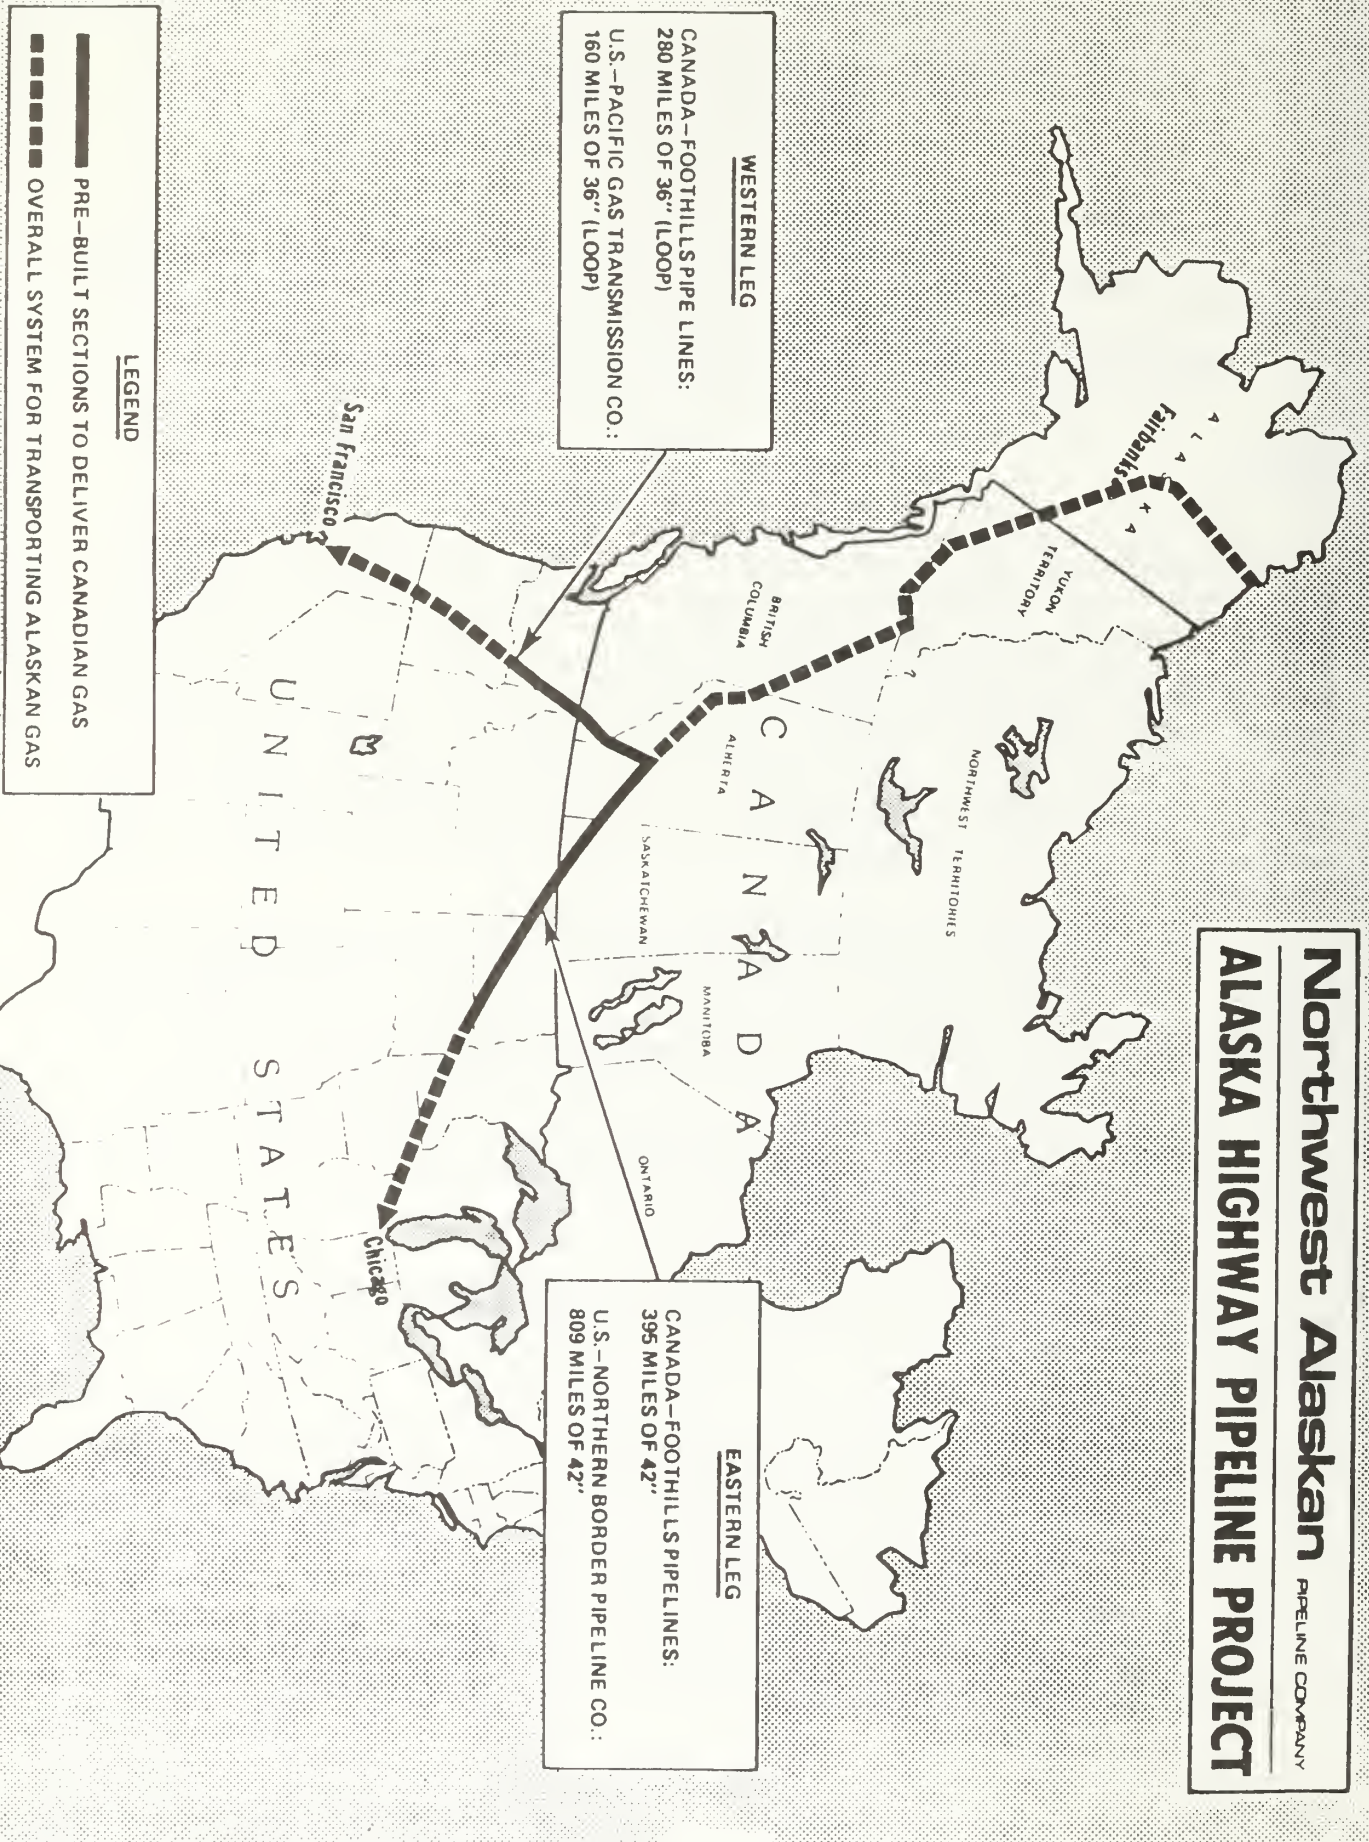 Northwest Alaskan PIPELINE COMPANY
ALASKA HIGHWAY PIPELINE PROJECT
WESTERN LEG
CANADA–FOOTHILLS PIPE LINES:
280 MILES OF 36" (LOOP)
U.S.–PACIFIC GAS TRANSMISSION CO.:
160 MILES OF 36" (LOOP)
EASTERN LEG
CANADA–FOOTHILLS PIPELINES:
395 MILES OF 42"
U.S.–NORTHERN BORDER PIPELINE CO.:
809 MILES OF 42"
ALASKA
Fairbanks
YUKON
TERRITORY
NORTHWEST TERRITORIES
BRITISH
COLUMBIA
CANADA
ALBERTA
SASKATCHEWAN
MANITOBA
ONTARIO
San Francisco
UNITED STATES
Chicago
LEGEND
PRE–BUILT SECTIONS TO DELIVER CANADIAN GAS
OVERALL SYSTEM FOR TRANSPORTING ALASKAN GAS